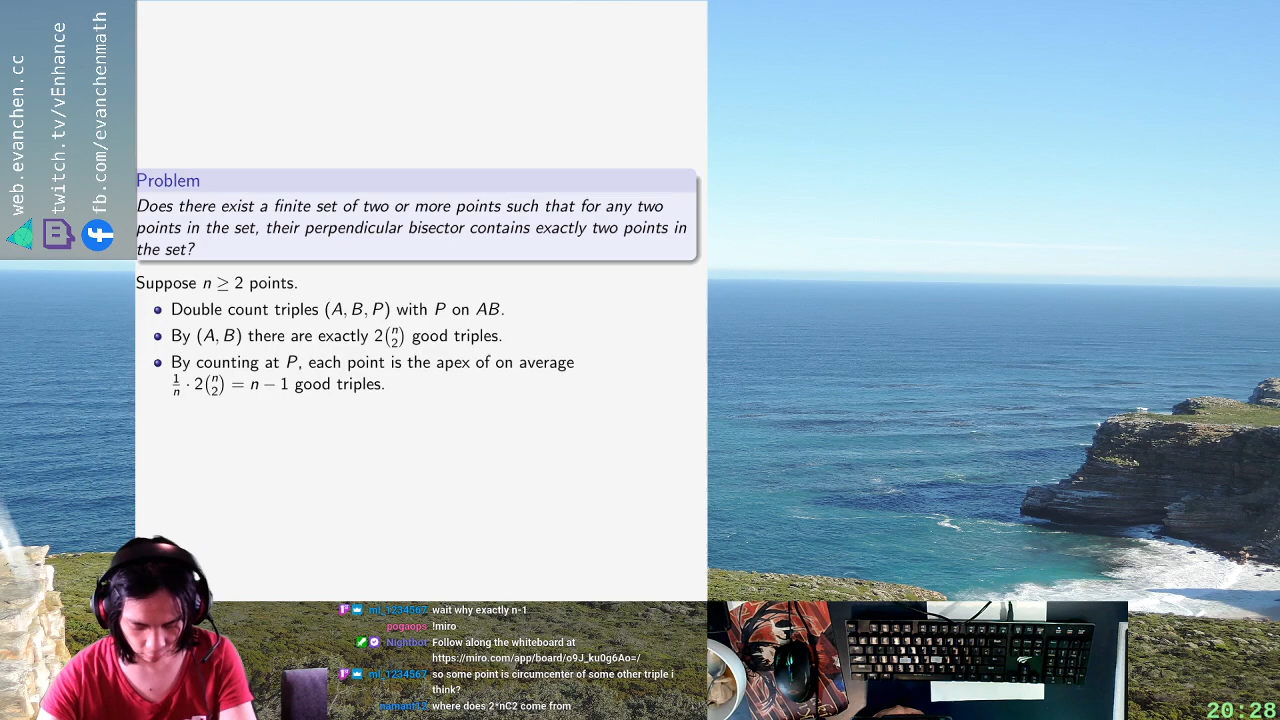 web.evanchen.cc
twitch.tv/vEnhance
fb.com/evanchenmath
Problem
Does there exist a finite set of two or more points such that for any two
points in the set, their perpendicular bisector contains exactly two points in
the set?
Suppose n ≥ 2 points.
Double count triples (A, B, P) with P on AB.
By (A, B) there are exactly 2(n 2) good triples.
By counting at P, each point is the apex of on average
1/n · 2(n 2) = n − 1 good triples.
mi_1234567: wait why exactly n-1
pogaops: !miro
Nightbot: Follow along the whiteboard at
https://miro.com/app/board/o9J_ku0g6Ao=/
mi_1234567: so some point is circumcenter of some other triple i
think?
namant13: where does 2*nC2 come from
20:28